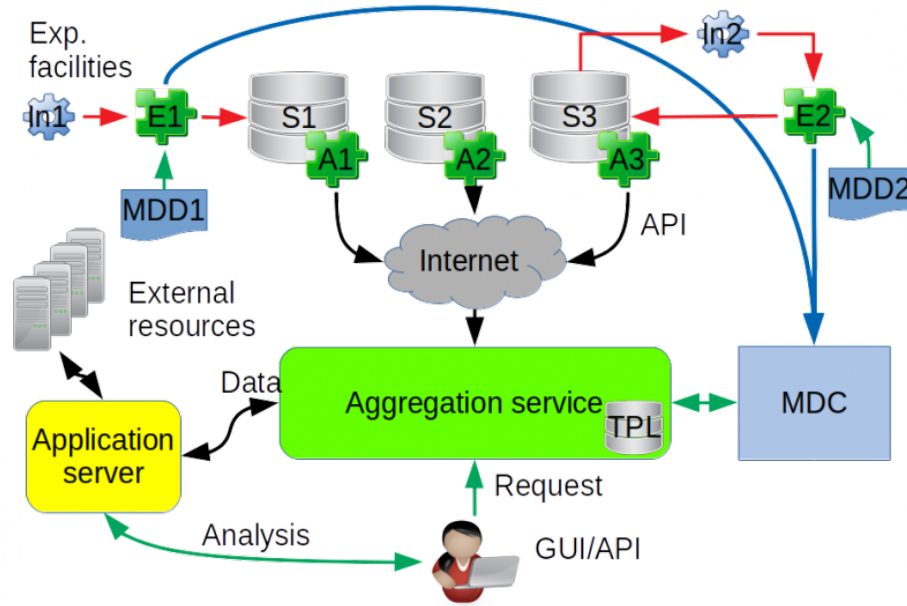 Exp.
facilities
In1
E1
S1
S2
S3
In2
E2
A1
A2
A3
MDD1
MDD2
API
Internet
External
resources
Data
Aggregation service
TPL
MDC
Application
server
Request
Analysis
GUI/API